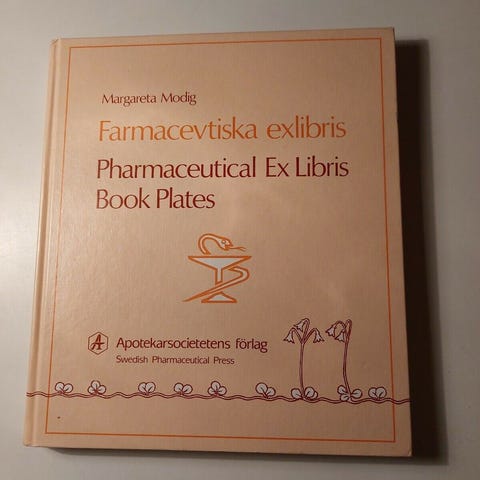 Margareta Modig
Farmacevtiska exlibris
Pharmaceutical Ex Libris
Book Plates
A Apotekarsocietetens förlag
Swedish Pharmaceutical Press